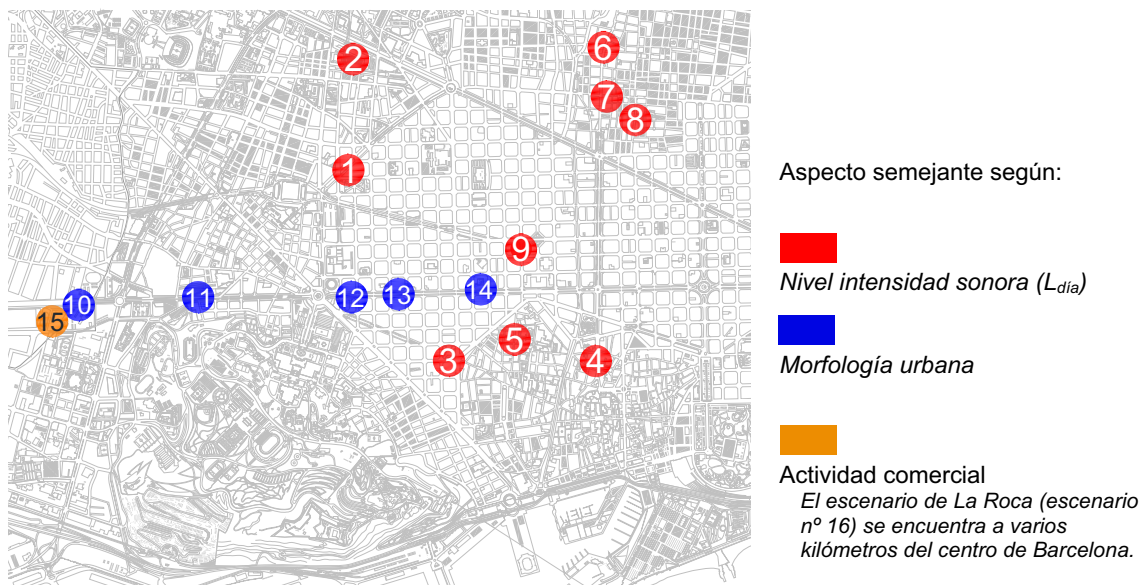 2
6
7
8
1
9
10
11
12
13
14
15
3
5
4
Aspecto semejante según:
Nivel intensidad sonora (Ldía)
Morfología urbana
Actividad comercial
El escenario de La Roca (escenario
nº 16) se encuentra a varios
kilómetros del centro de Barcelona.